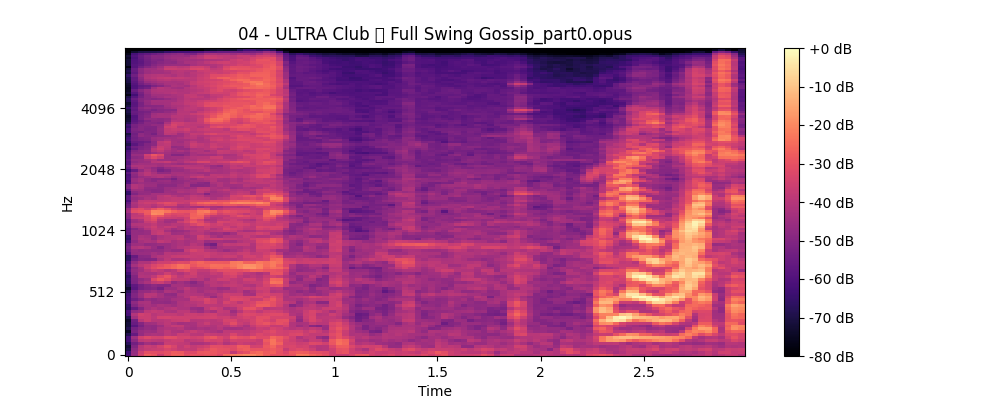 04 - ULTRA Club ▯ Full Swing Gossip_part0.opus
Hz
4096
2048
1024
512
0
0
0.5
1
1.5
2
2.5
Time
+0 dB
-10 dB
-20 dB
-30 dB
-40 dB
-50 dB
-60 dB
-70 dB
-80 dB